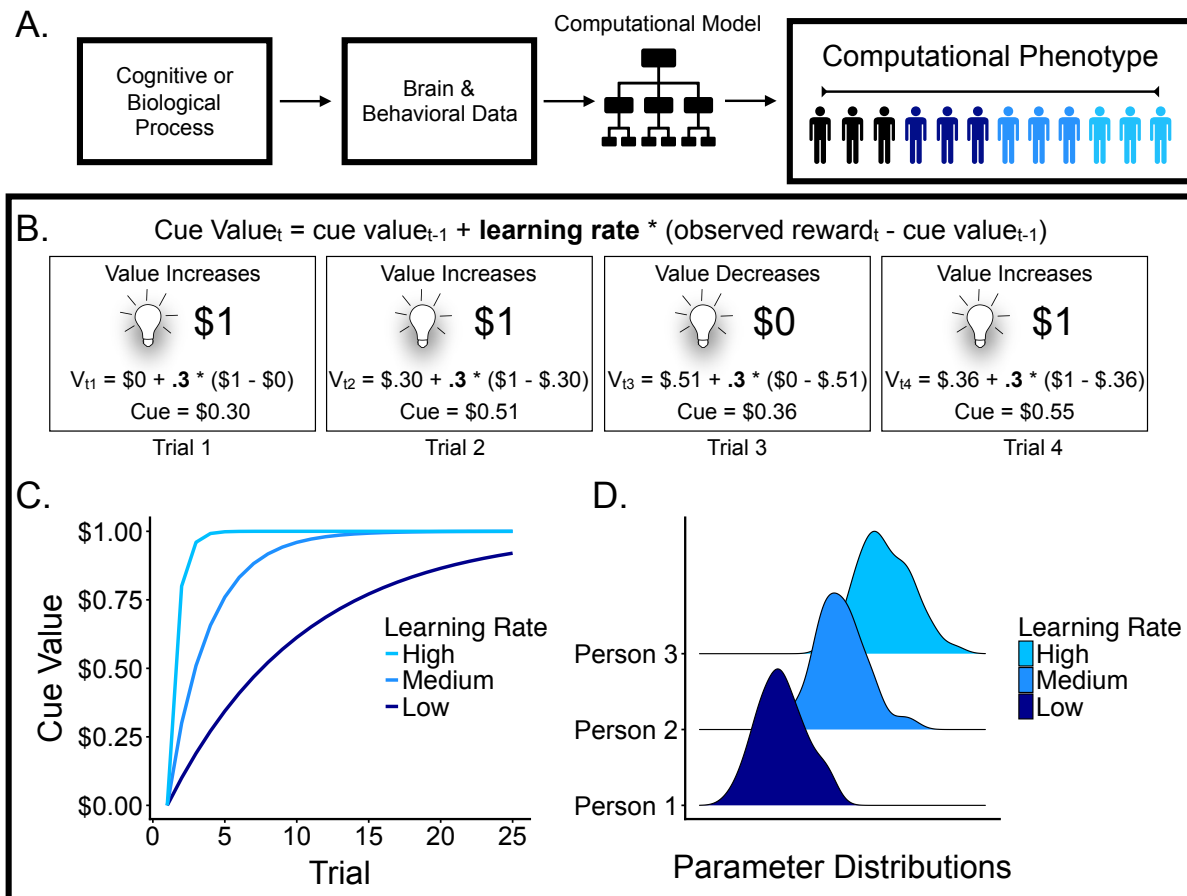 A.
Cognitive or
Biological
Process
Brain &
Behavioral Data
Computational Model
Computational Phenotype
B.
Cue Valueₜ = cue valueₜ₋₁ + learning rate * (observed rewardₜ - cue valueₜ₋₁)
Value Increases
$1
Vₜ₁ = $0 + .3 * ($1 - $0)
Cue = $0.30
Trial 1
Value Increases
$1
Vₜ₂ = $.30 + .3 * ($1 - $.30)
Cue = $0.51
Trial 2
Value Decreases
$0
Vₜ₃ = $.51 + .3 * ($0 - $.51)
Cue = $0.36
Trial 3
Value Increases
$1
Vₜ₄ = $.36 + .3 * ($1 - $.36)
Cue = $0.55
Trial 4
C.
Cue Value
$1.00
$0.75
$0.50
$0.25
$0.00
0 5 10 15 20 25
Trial
Learning Rate
High
Medium
Low
D.
Person 3
Person 2
Person 1
Parameter Distributions
Learning Rate
High
Medium
Low